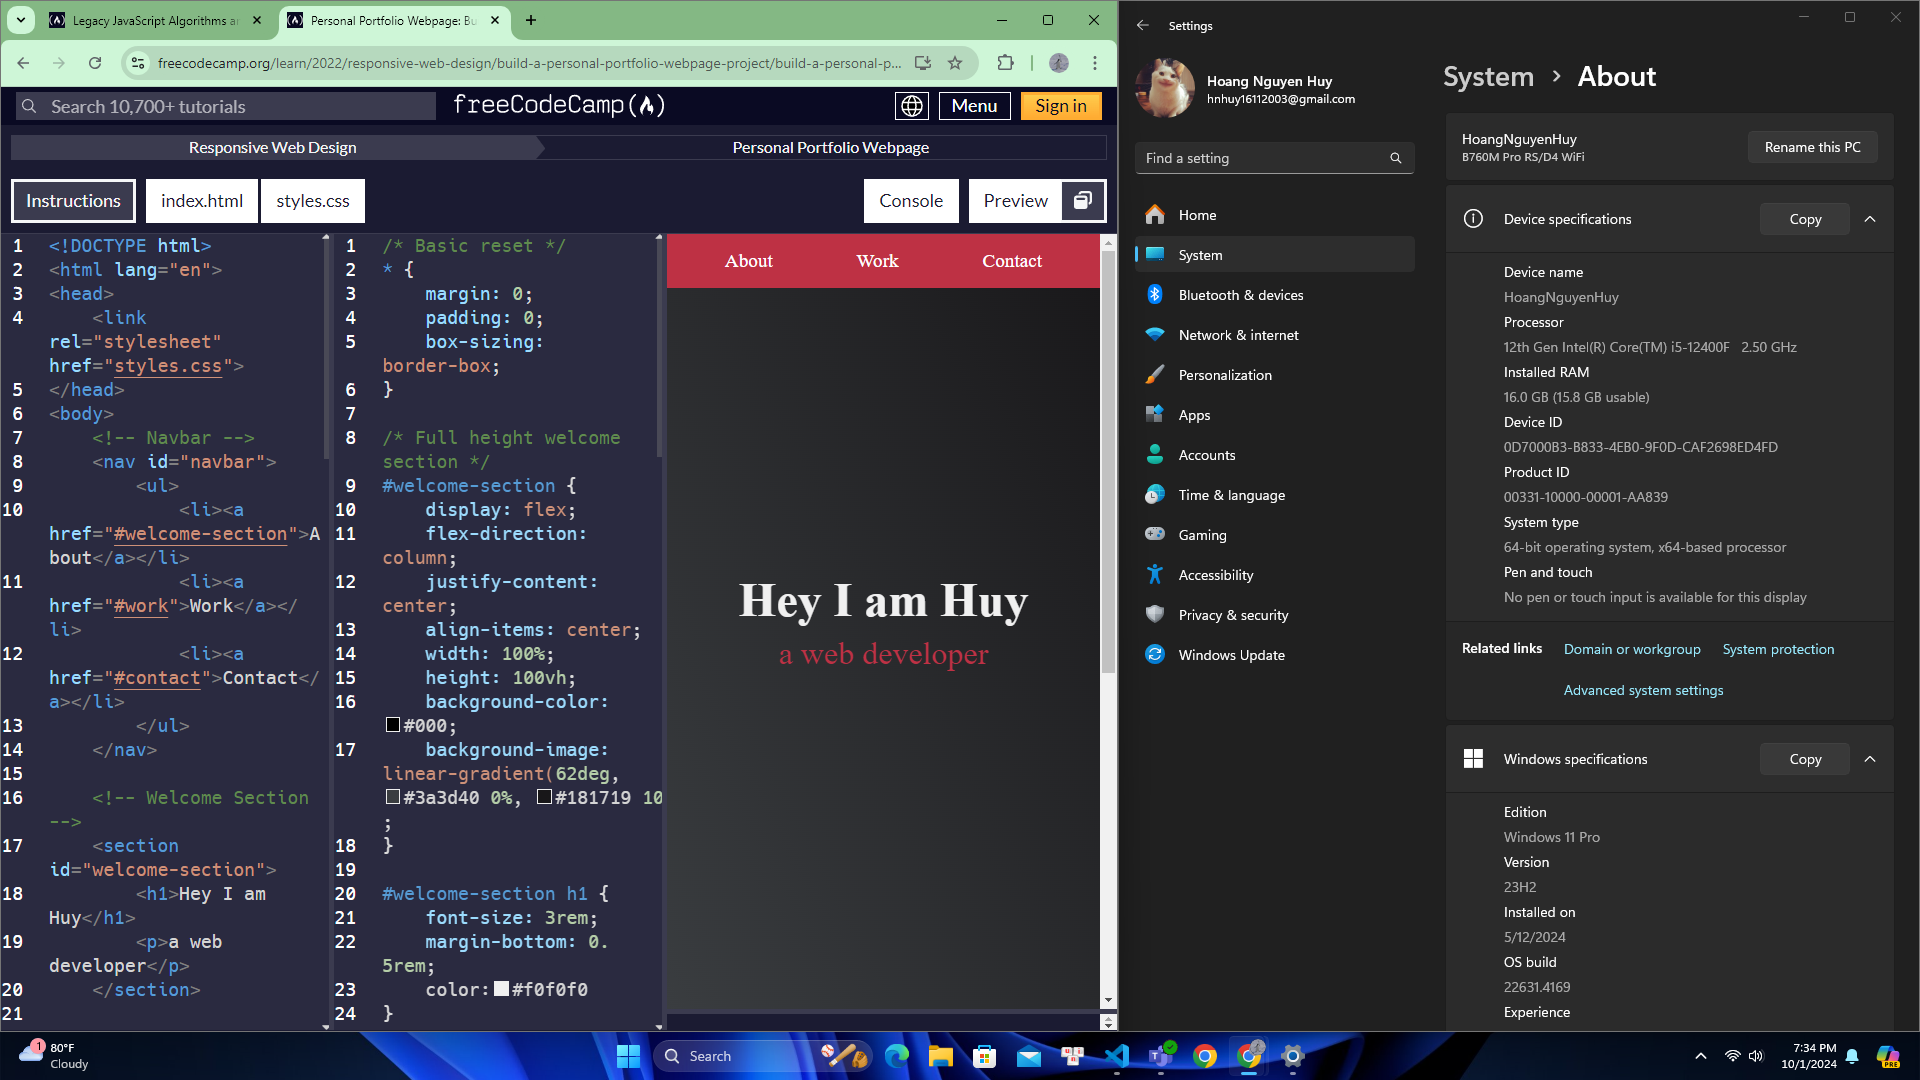 Legacy JavaScript Algorithms a
Personal Portfolio Webpage: Bu
freecodecamp.org/learn/2022/responsive-web-design/build-a-personal-portfolio-webpage-project/build-a-personal-p...
Search 10,700+ tutorials
freeCodeCamp
Menu
Sign in
Responsive Web Design
Personal Portfolio Webpage
Instructions
index.html
styles.css
Console
Preview
1 <!DOCTYPE html>
2 <html lang="en">
3 <head>
4 <link
rel="stylesheet"
href="styles.css">
5 </head>
6 <body>
7 <!-- Navbar -->
8 <nav id="navbar">
9 <ul>
10 <li><a
href="#welcome-section">A
bout</a></li>
11 <li><a
href="#work">Work</a></
li>
12 <li><a
href="#contact">Contact</
a></li>
13 </ul>
14 </nav>
15
16 <!-- Welcome Section
-->
17 <section
id="welcome-section">
18 <h1>Hey I am
Huy</h1>
19 <p>a web
developer</p>
20 </section>
21
1 /* Basic reset */
2 * {
3 margin: 0;
4 padding: 0;
5 box-sizing:
border-box;
6 }
7
8 /* Full height welcome
section */
9 #welcome-section {
10 display: flex;
11 flex-direction:
column;
12 justify-content:
center;
13 align-items: center;
14 width: 100%;
15 height: 100vh;
16 background-color:
#000;
17 background-image:
linear-gradient(62deg,
#3a3d40 0%, #181719 10
;
18 }
19
20 #welcome-section h1 {
21 font-size: 3rem;
22 margin-bottom: 0.
5rem;
23 color: #f0f0f0
24 }
About
Work
Contact
Hey I am Huy
a web developer
Settings
Hoang Nguyen Huy
hnhuy16112003@gmail.com
Find a setting
Home
System
Bluetooth & devices
Network & internet
Personalization
Apps
Accounts
Time & language
Gaming
Accessibility
Privacy & security
Windows Update
System > About
HoangNguyenHuy
B760M Pro RS/D4 WiFi
Rename this PC
Device specifications
Copy
Device name
HoangNguyenHuy
Processor
12th Gen Intel(R) Core(TM) i5-12400F 2.50 GHz
Installed RAM
16.0 GB (15.8 GB usable)
Device ID
0D7000B3-B833-4EB0-9F0D-CAF2698ED4FD
Product ID
00331-10000-00001-AA839
System type
64-bit operating system, x64-based processor
Pen and touch
No pen or touch input is available for this display
Related links
Domain or workgroup
System protection
Advanced system settings
Windows specifications
Copy
Edition
Windows 11 Pro
Version
23H2
Installed on
5/12/2024
OS build
22631.4169
Experience
1
80°F
Cloudy
Search
PRE
7:34 PM
10/1/2024